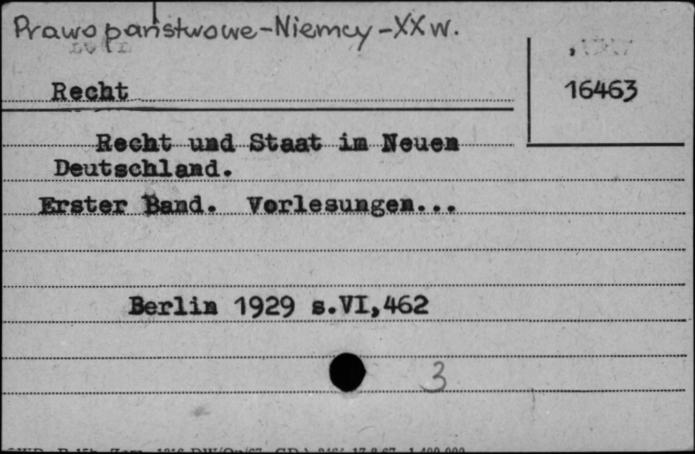 Prawo państwowe-Niemcy-XX w.
Recht
16463
Recht und Staat im Neuen
Deutschland.
Erster Band. Vorlesungen...
Berlin 1929 s.VI,462
3